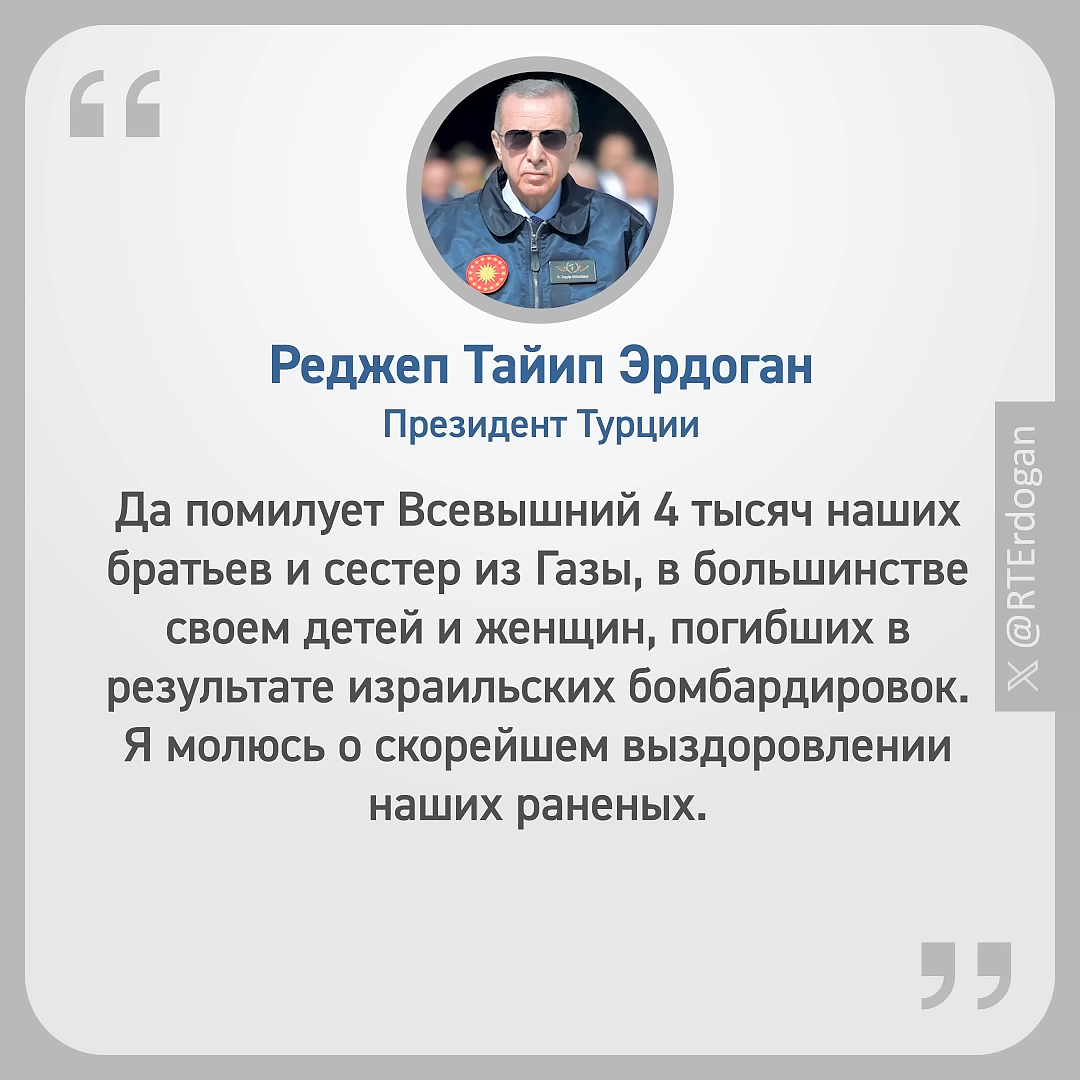 Реджеп Тайип Эрдоган
Президент Турции
Да помилует Всевышний 4 тысяч наших
братьев и сестер из Газы, в большинстве
своем детей и женщин, погибших в
результате израильских бомбардировок.
Я молюсь о скорейшем выздоровлении
наших раненых.
𝕏 @RTErdogan